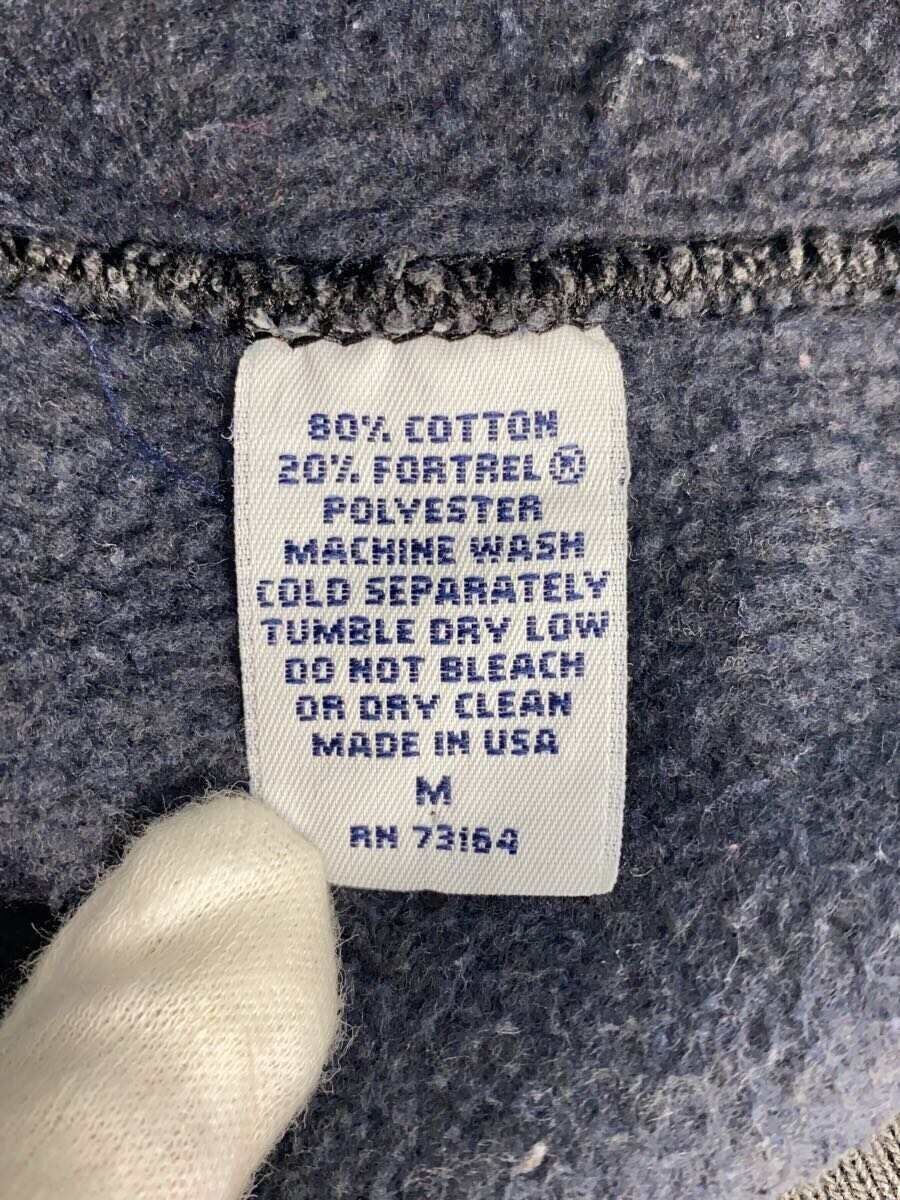 80% COTTON
20% FORTREL®
POLYESTER
MACHINE WASH
COLD SEPARATELY
TUMBLE DRY LOW
DO NOT BLEACH
OR DRY CLEAN
MADE IN USA
M
RN 73164